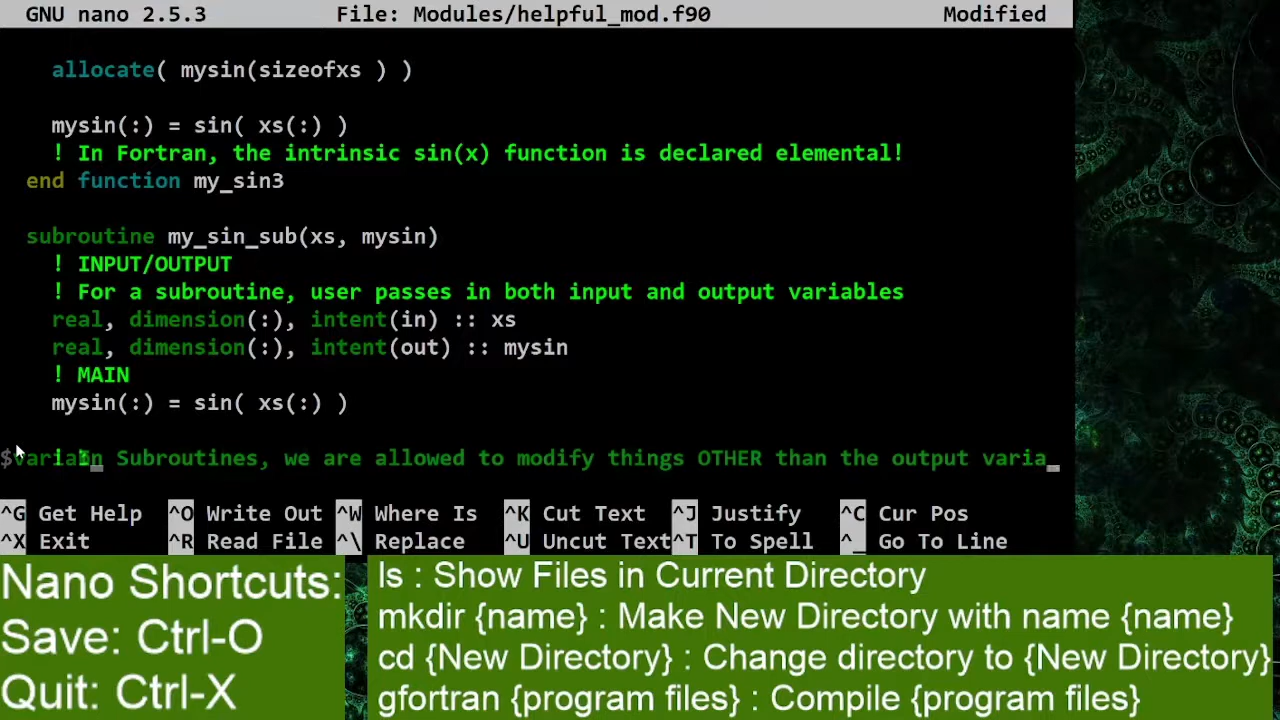 GNU nano 2.5.3 File: Modules/helpful_mod.f90 Modified
allocate( mysin(sizeofxs ) )
mysin(:) = sin( xs(:) )
! In Fortran, the intrinsic sin(x) function is declared elemental!
end function my_sin3
subroutine my_sin_sub(xs, mysin)
! INPUT/OUTPUT
! For a subroutine, user passes in both input and output variables
real, dimension(:), intent(in) :: xs
real, dimension(:), intent(out) :: mysin
! MAIN
mysin(:) = sin( xs(:) )
Subroutines, we are allowed to modify things OTHER than the output varia
^G Get Help ^O Write Out ^W Where Is ^K Cut Text ^J Justify ^C Cur Pos
^X Exit ^R Read File ^\ Replace ^U Uncut Text ^T To Spell ^_ Go To Line
Nano Shortcuts:
Save: Ctrl-O
Quit: Ctrl-X
ls : Show Files in Current Directory
mkdir {name} : Make New Directory with name {name}
cd {New Directory} : Change directory to {New Directory}
gfortran {program files} : Compile {program files}